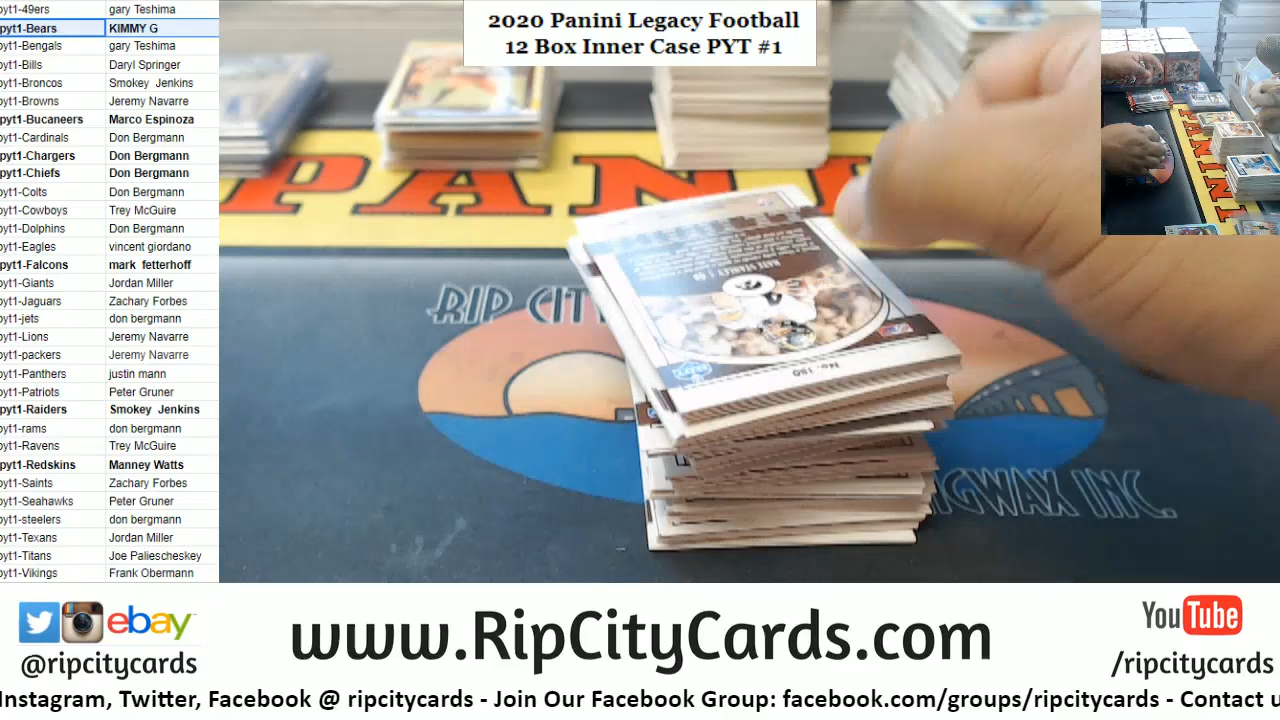 pyt1-49ers gary Teshima
pyt1-Bears KIMMY G
pyt1-Bengals gary Teshima
pyt1-Bills Daryl Springer
pyt1-Broncos Smokey Jenkins
pyt1-Browns Jeremy Navarre
pyt1-Bucaneers Marco Espinoza
pyt1-Cardinals Don Bergmann
pyt1-Chargers Don Bergmann
pyt1-Chiefs Don Bergmann
pyt1-Colts Don Bergmann
pyt1-Cowboys Trey McGuire
pyt1-Dolphins Don Bergmann
pyt1-Eagles vincent giordano
pyt1-Falcons mark fetterhoff
pyt1-Giants Jordan Miller
pyt1-Jaguars Zachary Forbes
pyt1-jets don bergmann
pyt1-Lions Jeremy Navarre
pyt1-packers Jeremy Navarre
pyt1-Panthers justin mann
pyt1-Patriots Peter Gruner
pyt1-Raiders Smokey Jenkins
pyt1-rams don bergmann
pyt1-Ravens Trey McGuire
pyt1-Redskins Manney Watts
pyt1-Saints Zachary Forbes
pyt1-Seahawks Peter Gruner
pyt1-steelers don bergmann
pyt1-Texans Jordan Miller
pyt1-Titans Joe Paliescheskey
pyt1-Vikings Frank Obermann
2020 Panini Legacy Football
12 Box Inner Case PYT #1
PANINI
RIP CIT
No. 180
IGWAX INC.
ebay
@ripcitycards
www.RipCityCards.com
YouTube
/ripcitycards
Instagram, Twitter, Facebook @ ripcitycards - Join Our Facebook Group: facebook.com/groups/ripcitycards - Contact u